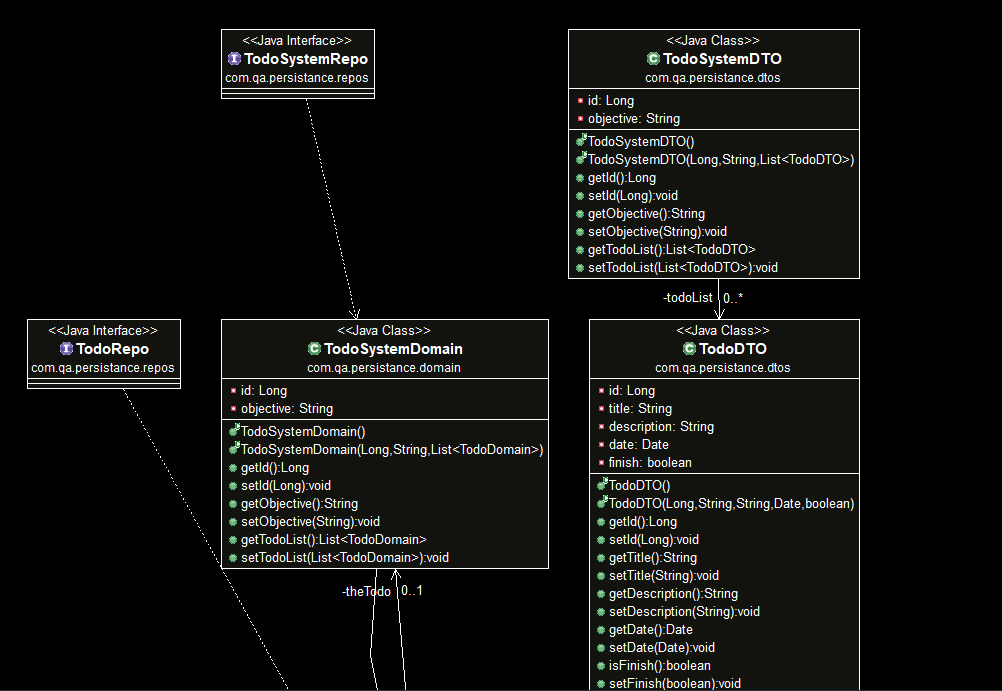 <<Java Interface>>
TodoSystemRepo
com.qa.persistance.repos
<<Java Class>>
TodoSystemDTO
com.qa.persistance.dtos
id: Long
objective: String
TodoSystemDTO()
TodoSystemDTO(Long,String,List<TodoDTO>)
getId():Long
setId(Long):void
getObjective():String
setObjective(String):void
getTodoList():List<TodoDTO>
setTodoList(List<TodoDTO>):void
-todoList 0..*
<<Java Interface>>
TodoRepo
com.qa.persistance.repos
<<Java Class>>
TodoSystemDomain
com.qa.persistance.domain
id: Long
objective: String
TodoSystemDomain()
TodoSystemDomain(Long,String,List<TodoDomain>)
getId():Long
setId(Long):void
getObjective():String
setObjective(String):void
getTodoList():List<TodoDomain>
setTodoList(List<TodoDomain>):void
-theTodo 0..1
<<Java Class>>
TodoDTO
com.qa.persistance.dtos
id: Long
title: String
description: String
date: Date
finish: boolean
TodoDTO()
TodoDTO(Long,String,String,Date,boolean)
getId():Long
setId(Long):void
getTitle():String
setTitle(String):void
getDescription():String
setDescription(String):void
getDate():Date
setDate(Date):void
isFinish():boolean
setFinish(boolean):void